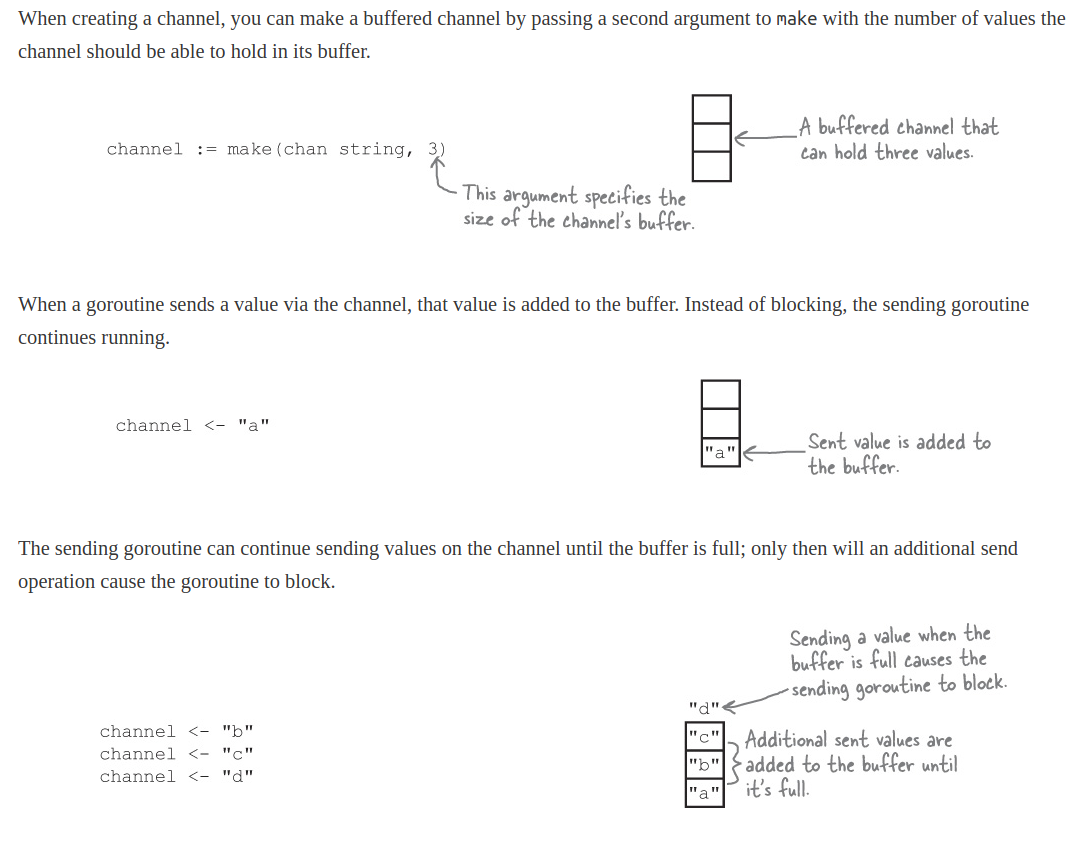 When creating a channel, you can make a buffered channel by passing a second argument to make with the number of values the
channel should be able to hold in its buffer.
channel := make(chan string, 3)
A buffered channel that
can hold three values.
This argument specifies the
size of the channel's buffer.
When a goroutine sends a value via the channel, that value is added to the buffer. Instead of blocking, the sending goroutine
continues running.
channel <- "a"
"a"
Sent value is added to
the buffer.
The sending goroutine can continue sending values on the channel until the buffer is full; only then will an additional send
operation cause the goroutine to block.
Sending a value when the
buffer is full causes the
sending goroutine to block.
"d"
channel <- "b"
channel <- "c"
channel <- "d"
"c"
"b"
"a"
Additional sent values are
added to the buffer until
it's full.